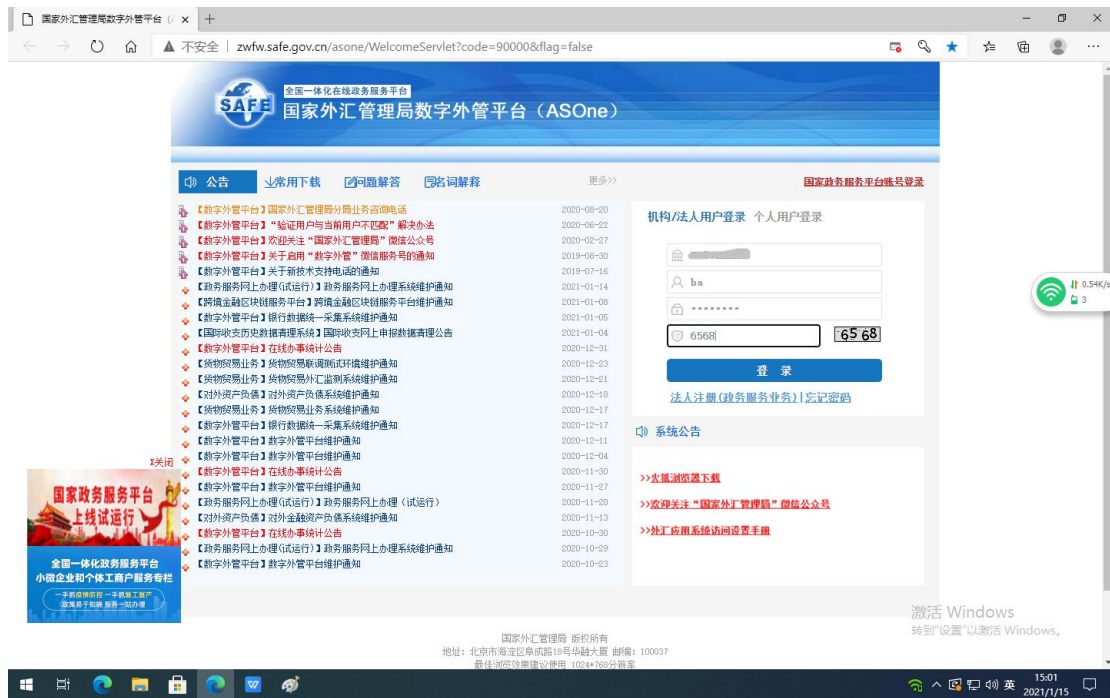 国家外汇管理局数字外管平台 (A
不安全 | zwfw.safe.gov.cn/asone/WelcomeServlet?code=90000&flag=false
SAFE
全国一体化在线政务服务平台
国家外汇管理局数字外管平台（ASOne）
公告 常用下载 问题解答 名词解释 更多>>
国家政务服务平台账号登录
【数字外管平台】国家外汇管理局分局业务咨询电话 2020-08-20
【数字外管平台】“验证用户与当前用户不匹配”解决办法 2020-06-22
【数字外管平台】欢迎关注“国家外汇管理局”微信公众号 2020-02-27
【数字外管平台】关于启用“数字外管”微信服务号的通知 2019-08-30
【数字外管平台】关于新技术支持电话的通知 2019-07-16
【政务服务网上办理(试运行)】政务服务网上办理系统维护通知 2021-01-14
【跨境金融区块链服务平台】跨境金融区块链服务平台维护通知 2021-01-08
【数字外管平台】银行数据统一采集系统维护通知 2021-01-05
【国际收支历史数据清理系统】国际收支网上申报数据清理公告 2021-01-04
【数字外管平台】在线办事统计公告 2020-12-31
【货物贸易业务】货物贸易联调测试环境维护通知 2020-12-23
【货物贸易业务】货物贸易外汇监测系统维护通知 2020-12-21
【对外资产负债】对外资产负债系统维护通知 2020-12-18
【货物贸易业务】货物贸易业务系统维护通知 2020-12-17
【数字外管平台】银行数据统一采集系统维护通知 2020-12-17
【数字外管平台】数字外管平台维护通知 2020-12-11
【数字外管平台】数字外管平台维护通知 2020-12-04
【数字外管平台】在线办事统计公告 2020-11-30
【数字外管平台】数字外管平台维护通知 2020-11-27
【政务服务网上办理(试运行)】政务服务网上办理（试运行） 2020-11-20
【对外资产负债】对外金融资产负债系统维护通知 2020-11-13
【数字外管平台】在线办事统计公告 2020-10-30
【政务服务网上办理(试运行)】政务服务网上办理系统维护通知 2020-10-29
【数字外管平台】数字外管平台维护通知 2020-10-23
机构/法人用户登录 个人用户登录
ba
6568
6568
登 录
法人注册(政务服务业务)|忘记密码
系统公告
>>火狐浏览器下载
>>欢迎关注“国家外汇管理局”微信公众号
>>外汇应用系统访问设置手册
0.54K/s
3
X关闭
国家政务服务平台
上线试运行
全国一体化政务服务平台
小微企业和个体工商户服务专栏
一手抓疫情防控 一手抓复工复产
政策易于知晓 服务一站办理
国家外汇管理局 版权所有
地址：北京市海淀区阜成路18号华融大厦 邮编：100037
最佳浏览效果建议使用 1024*768分辨率
激活 Windows
转到“设置”以激活 Windows。
英
15:01
2021/1/15